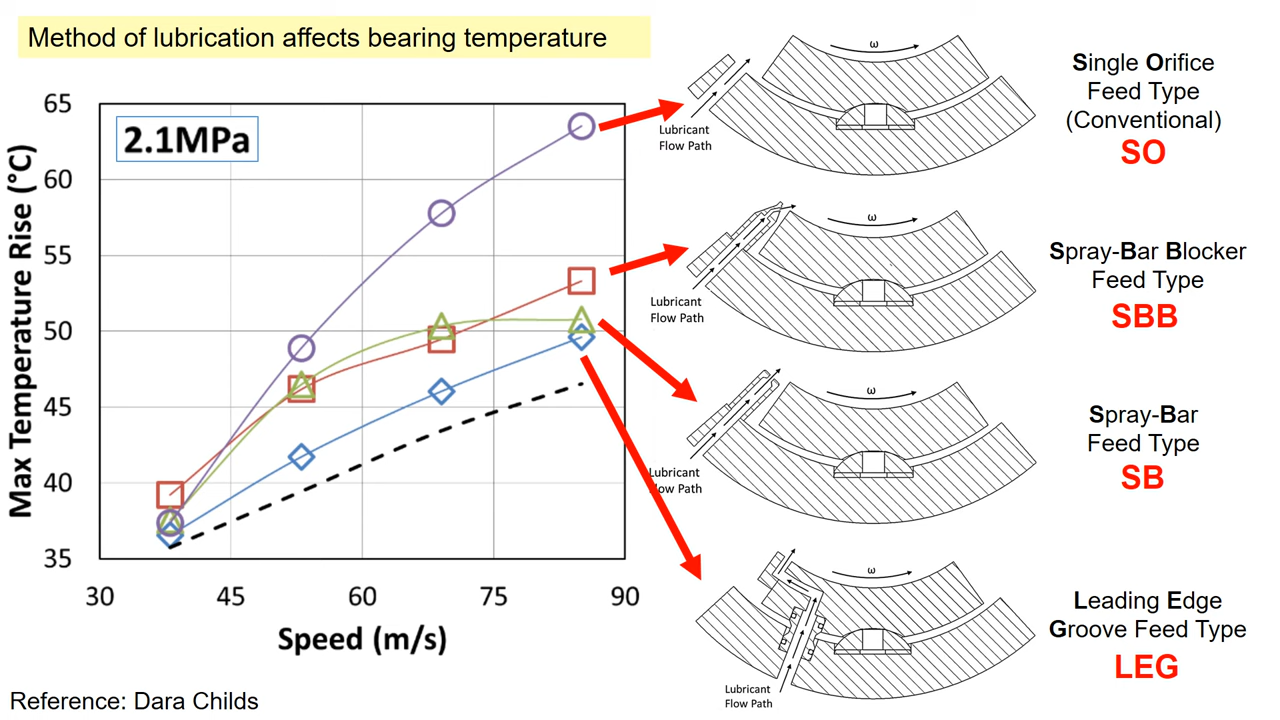 Method of lubrication affects bearing temperature
2.1MPa
Max Temperature Rise (°C)
65
60
55
50
45
40
35
30
45
60
75
90
Speed (m/s)
Reference: Dara Childs
ω
Lubricant
Flow Path
Single Orifice
Feed Type
(Conventional)
SO
ω
Lubricant
Flow Path
Spray-Bar Blocker
Feed Type
SBB
ω
Lubricant
Flow Path
Spray-Bar
Feed Type
SB
ω
Lubricant
Flow Path
Leading Edge
Groove Feed Type
LEG